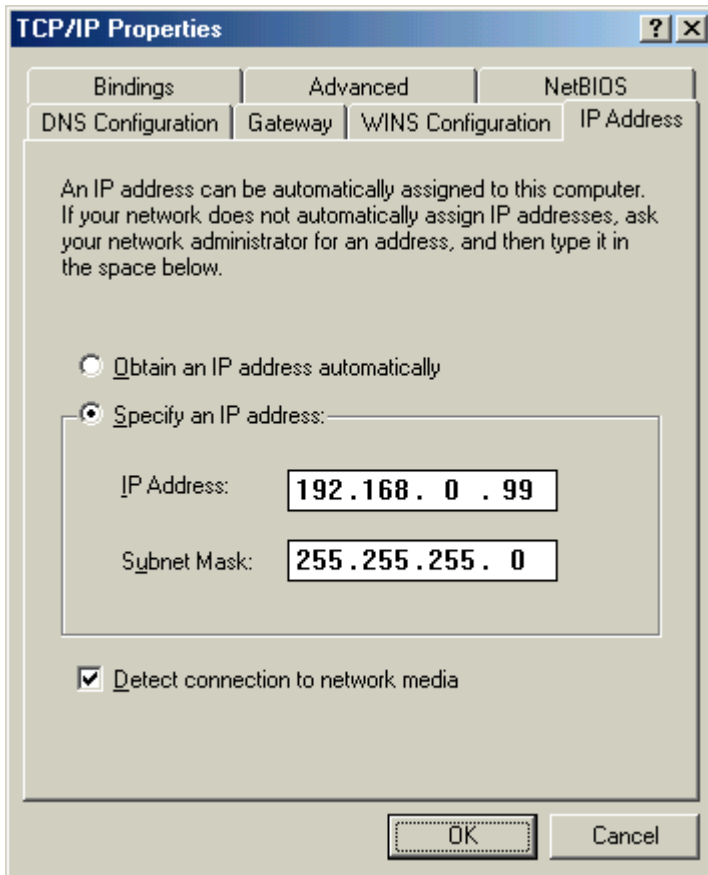 TCP/IP Properties
Bindings Advanced NetBIOS
DNS Configuration Gateway WINS Configuration IP Address
An IP address can be automatically assigned to this computer.
If your network does not automatically assign IP addresses, ask
your network administrator for an address, and then type it in
the space below.
Obtain an IP address automatically
Specify an IP address:
IP Address: 192.168. 0 .99
Subnet Mask: 255.255.255. 0
Detect connection to network media
OK Cancel